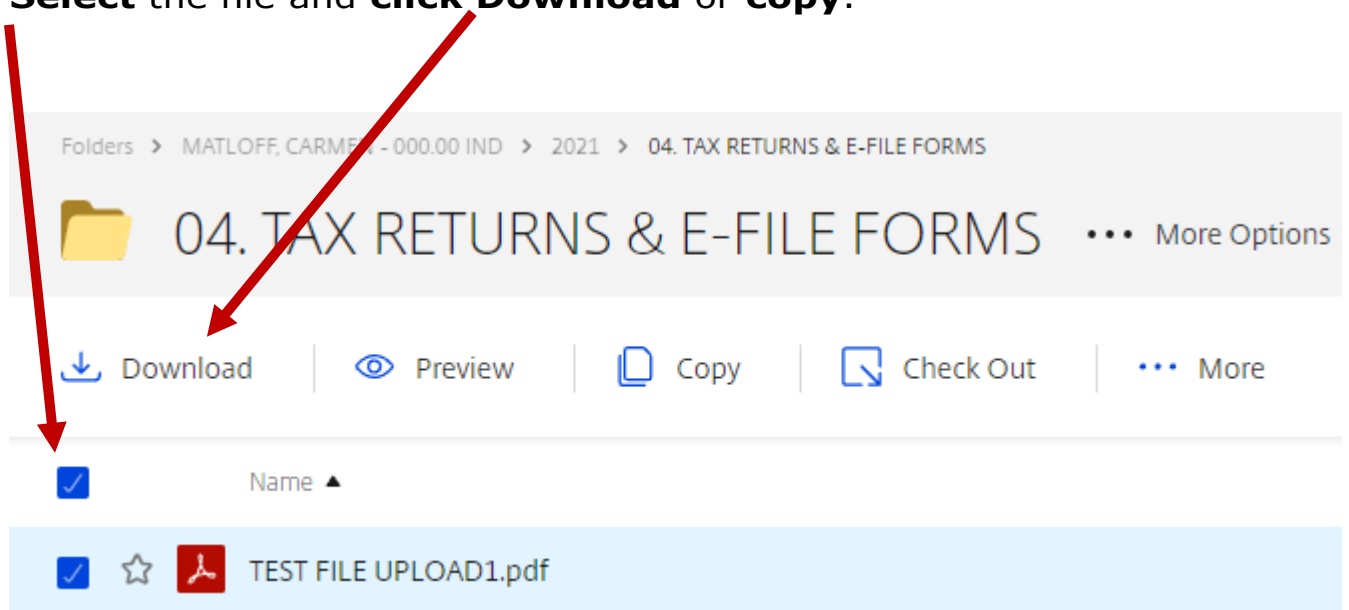 Select the file and click Download or copy.
Folders > MATLOFF, CARMEN - 000.00 IND > 2021 > 04. TAX RETURNS & E-FILE FORMS
04. TAX RETURNS & E-FILE FORMS ••• More Options
Download Preview Copy Check Out ••• More
Name ▲
TEST FILE UPLOAD1.pdf